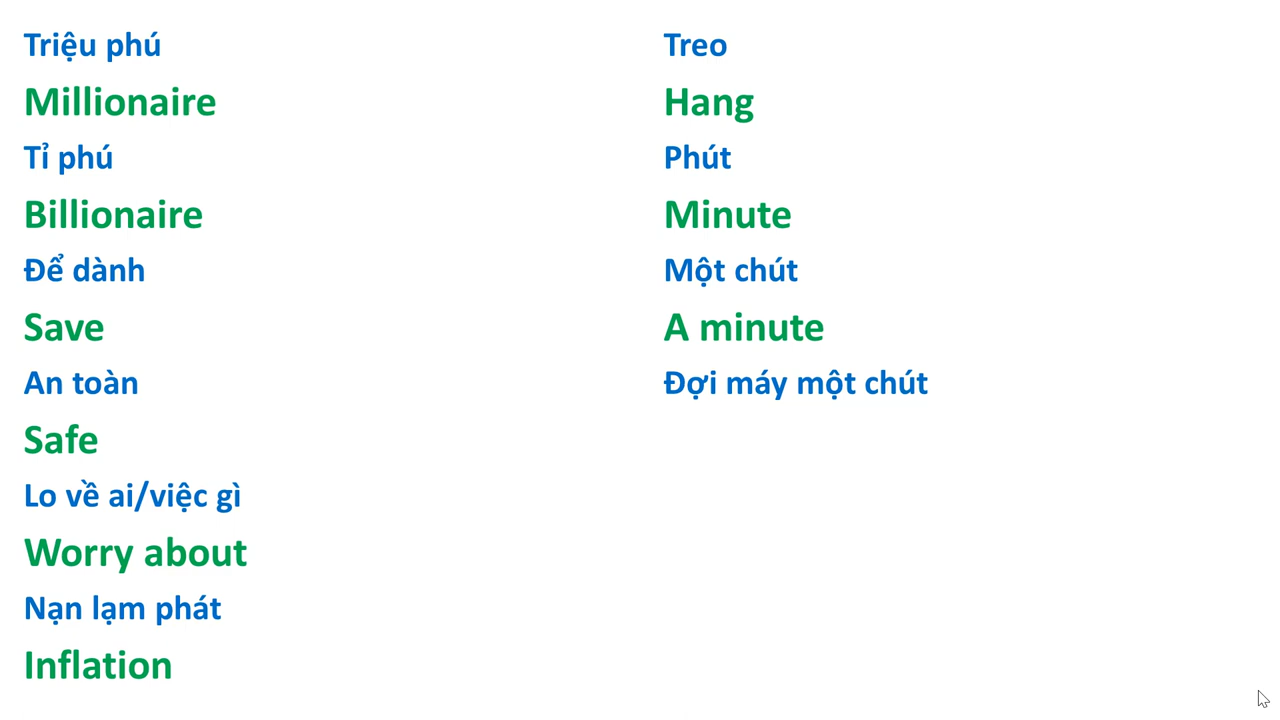 Triệu phú
Millionaire
Tỉ phú
Billionaire
Để dành
Save
An toàn
Safe
Lo về ai/việc gì
Worry about
Nạn lạm phát
Inflation
Treo
Hang
Phút
Minute
Một chút
A minute
Đợi máy một chút